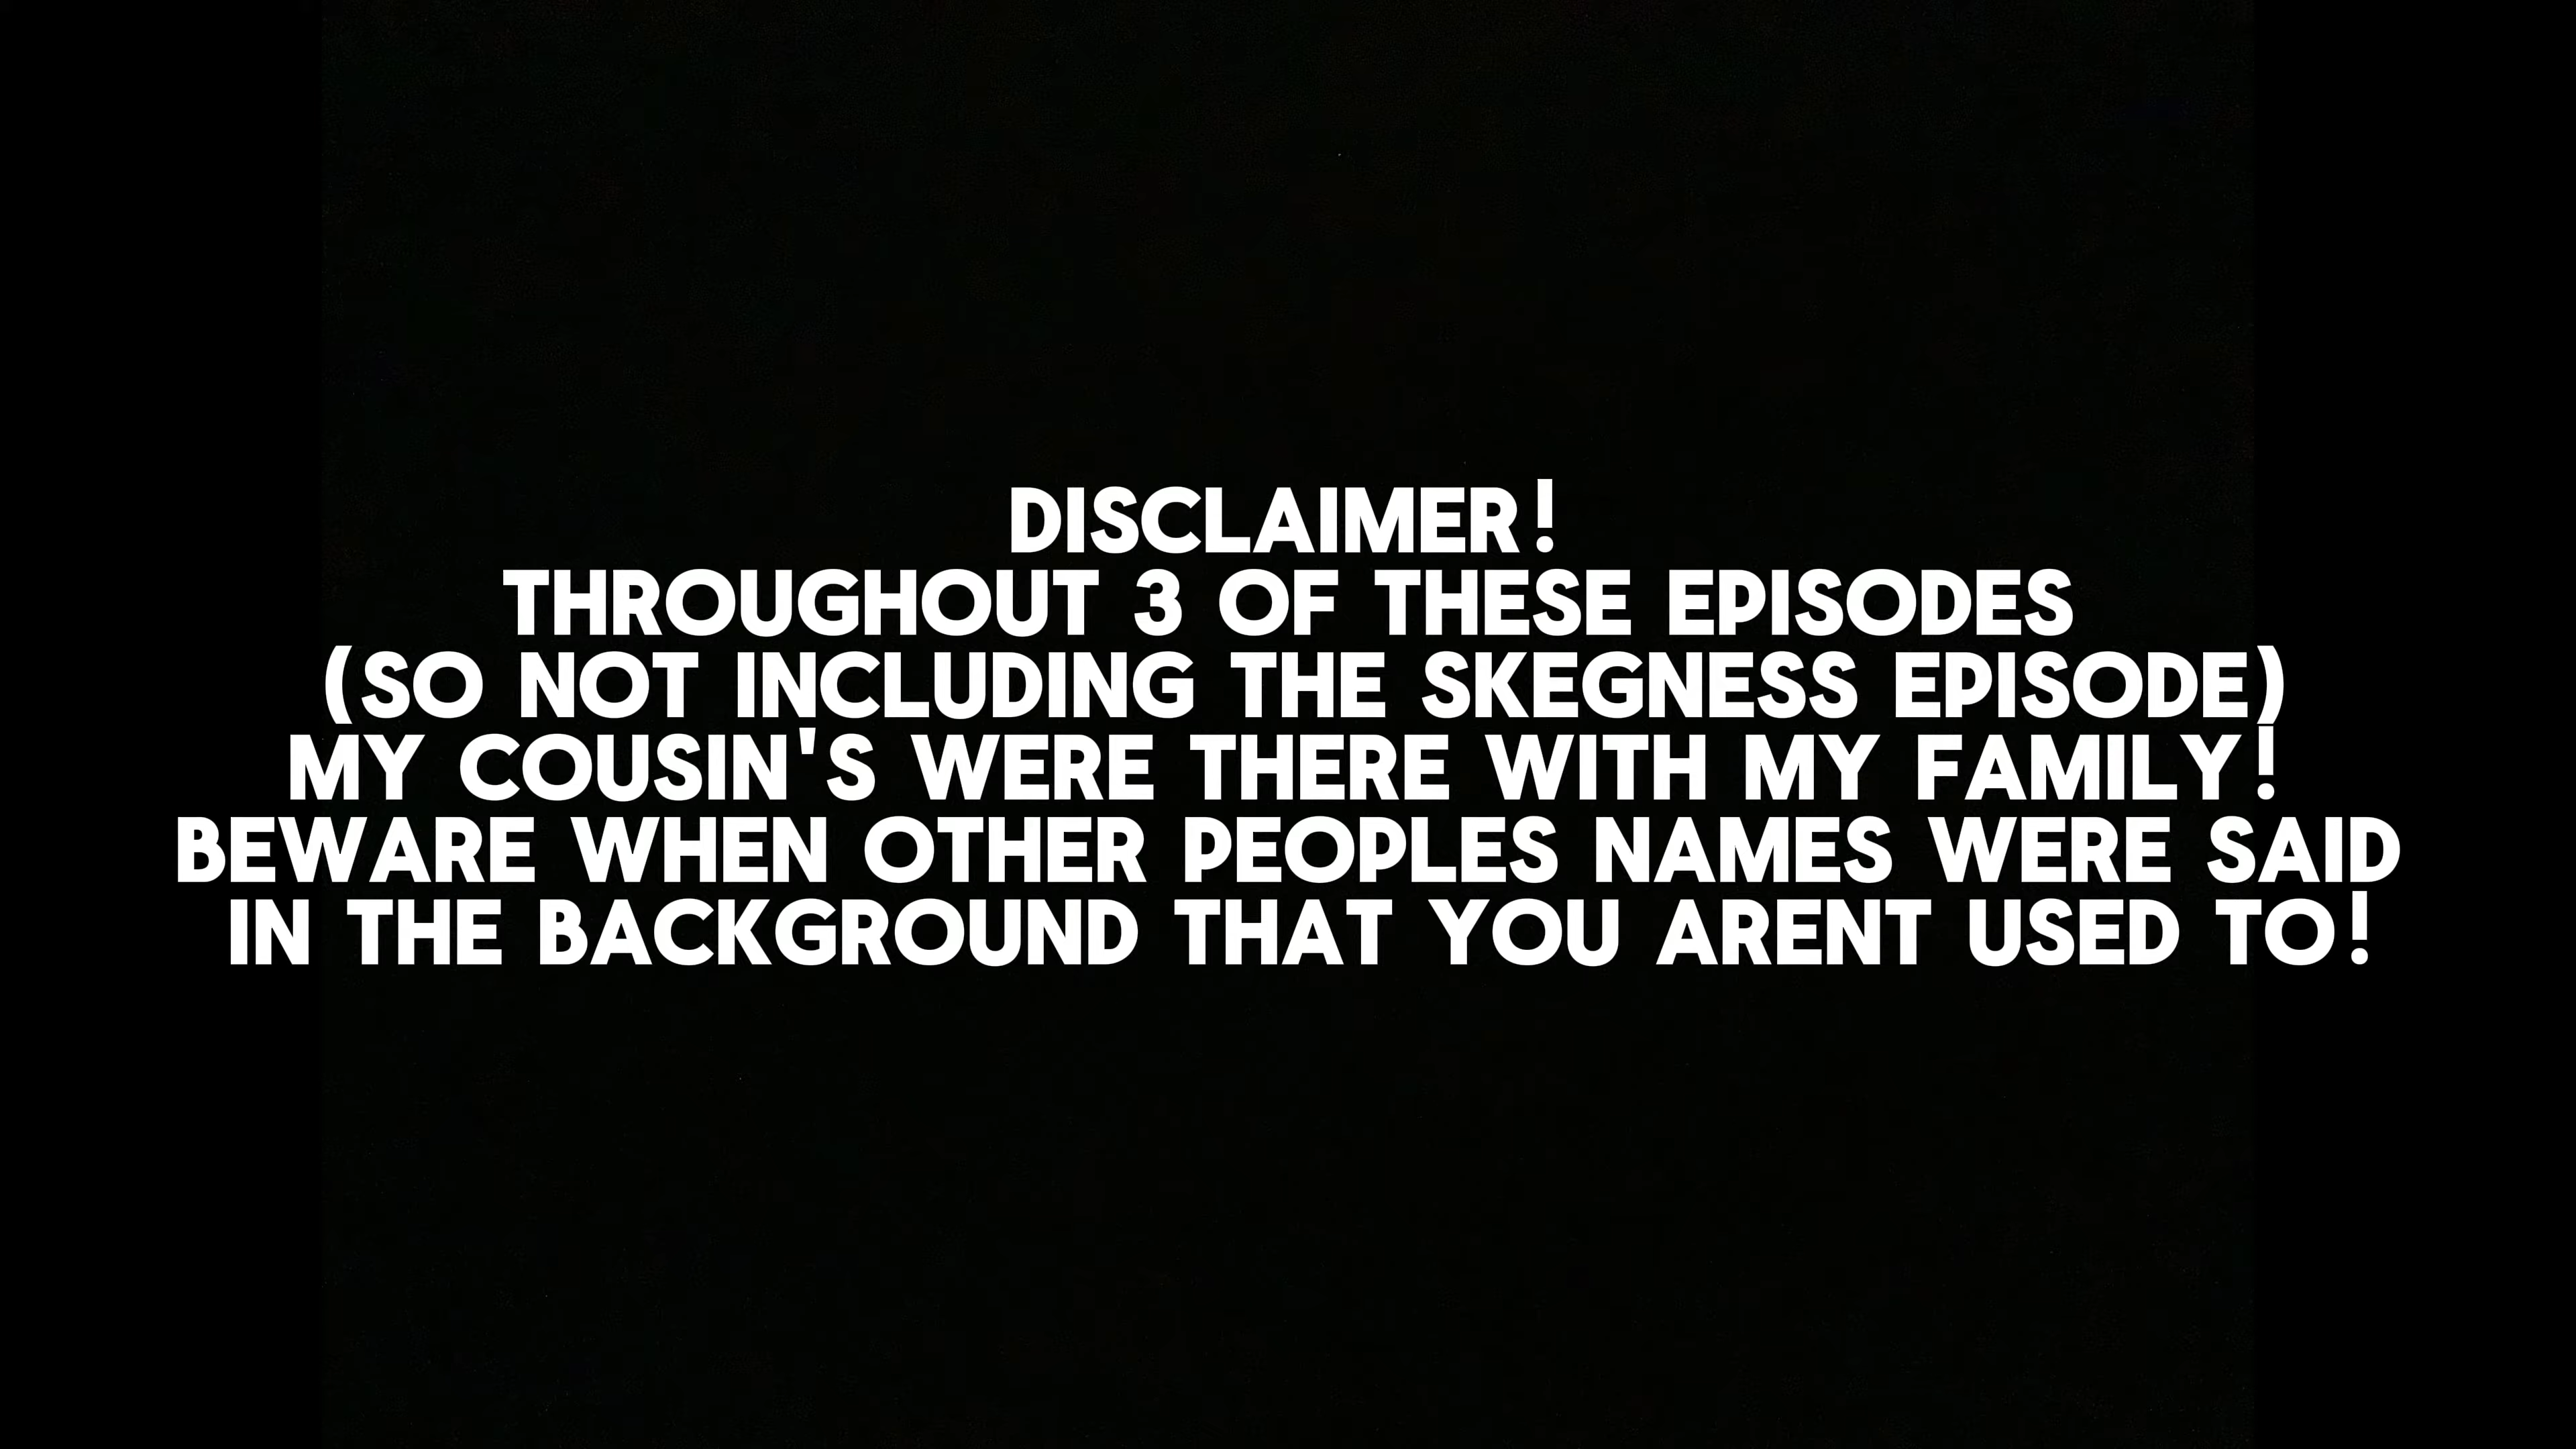 DISCLAIMER!
THROUGHOUT 3 OF THESE EPISODES
(SO NOT INCLUDING THE SKEGNESS EPISODE)
MY COUSIN'S WERE THERE WITH MY FAMILY!
BEWARE WHEN OTHER PEOPLES NAMES WERE SAID
IN THE BACKGROUND THAT YOU ARENT USED TO!